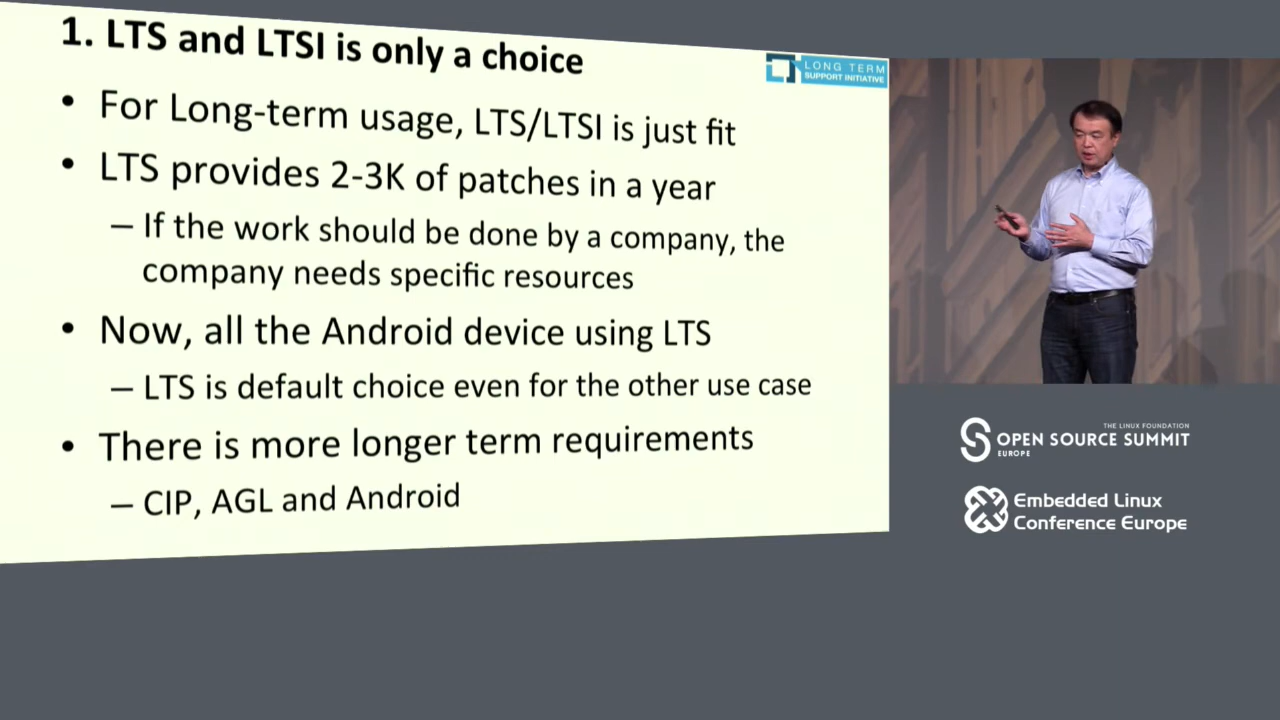 1. LTS and LTSI is only a choice
LONG TERM
SUPPORT INITIATIVE
• For Long-term usage, LTS/LTSI is just fit
• LTS provides 2-3K of patches in a year
– If the work should be done by a company, the
company needs specific resources
• Now, all the Android device using LTS
– LTS is default choice even for the other use case
• There is more longer term requirements
– CIP, AGL and Android
THE LINUX FOUNDATION
OPEN SOURCE SUMMIT
EUROPE
Embedded Linux
Conference Europe